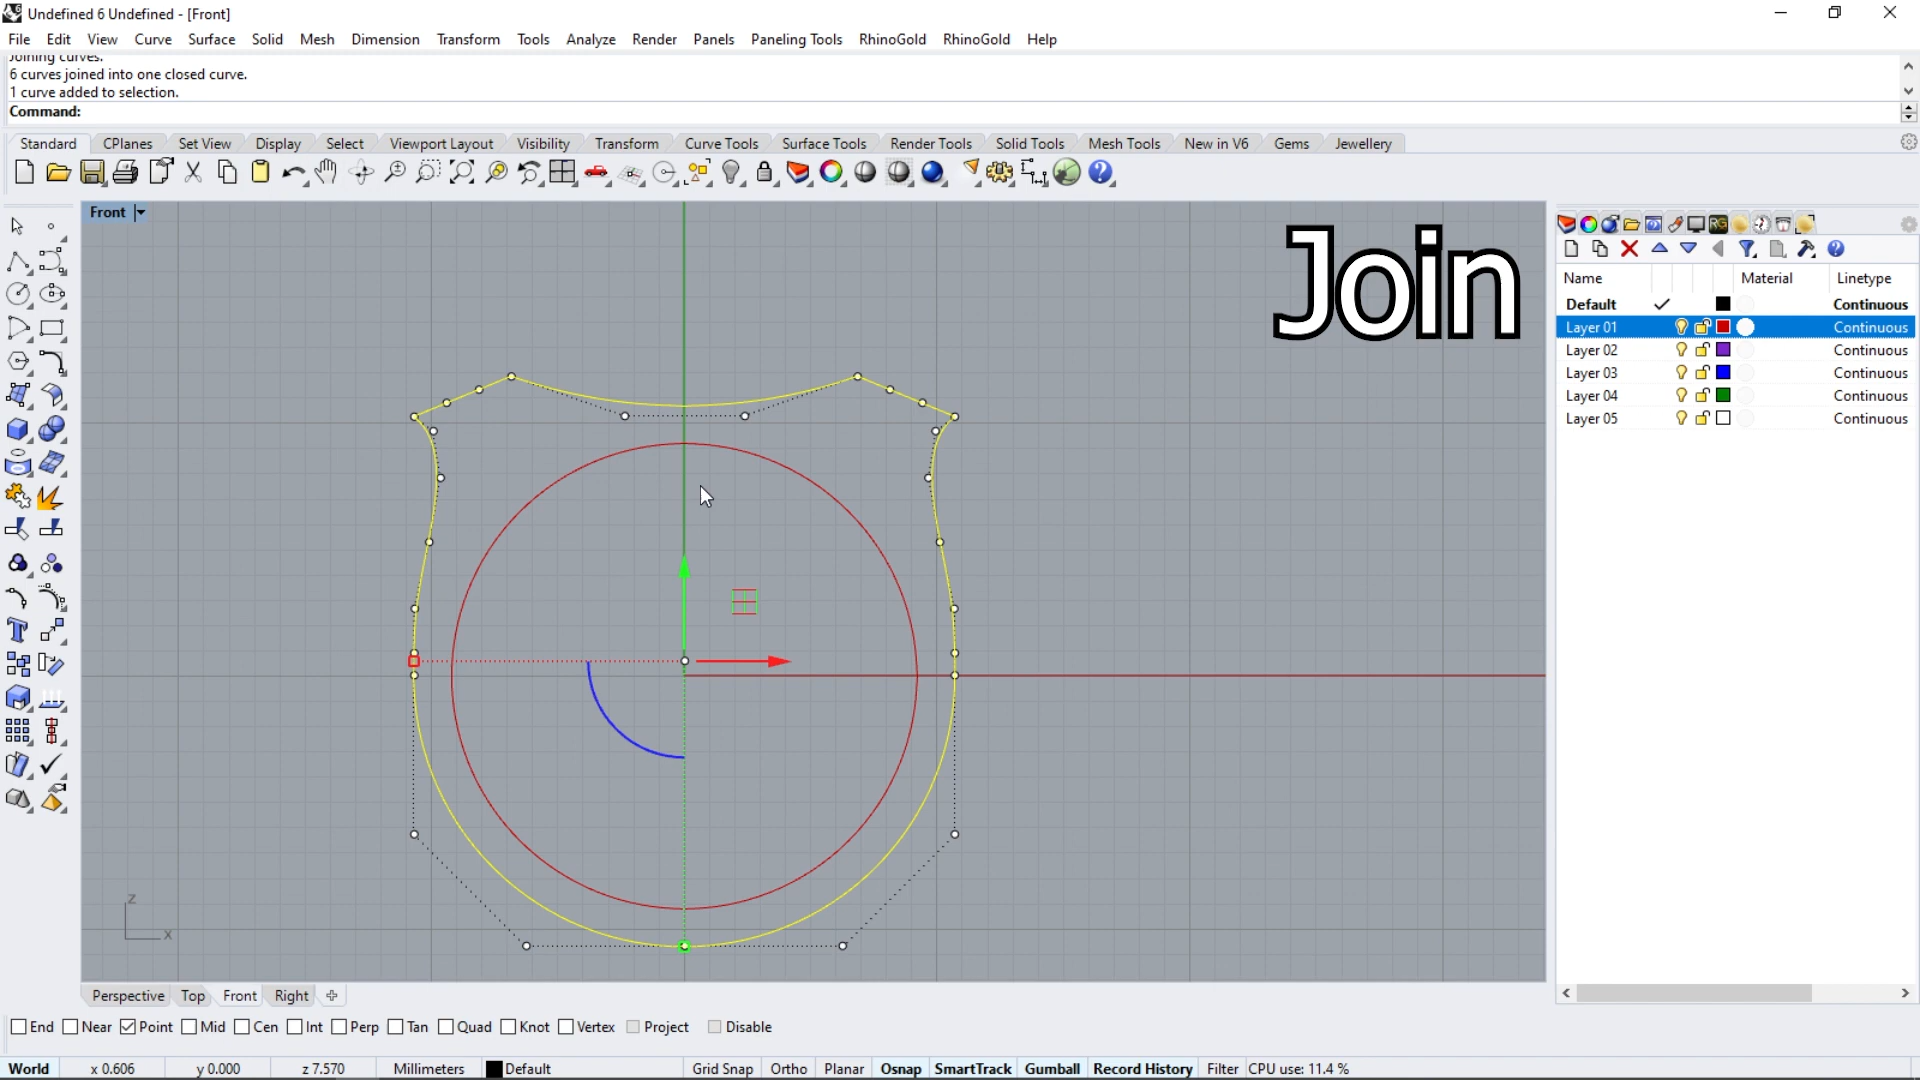 Undefined 6 Undefined - [Front]
File Edit View Curve Surface Solid Mesh Dimension Transform Tools Analyze Render Panels Paneling Tools RhinoGold RhinoGold Help
Joining curves.
6 curves joined into one closed curve.
1 curve added to selection.
Command:
Standard CPlanes Set View Display Select Viewport Layout Visibility Transform Curve Tools Surface Tools Render Tools Solid Tools Mesh Tools New in V6 Gems Jewellery
Front
Join
Name Material Linetype
Default Continuous
Layer 01 Continuous
Layer 02 Continuous
Layer 03 Continuous
Layer 04 Continuous
Layer 05 Continuous
z
x
Perspective Top Front Right
End Near Point Mid Cen Int Perp Tan Quad Knot Vertex Project Disable
World x 0.606 y 0.000 z 7.570 Millimeters Default Grid Snap Ortho Planar Osnap SmartTrack Gumball Record History Filter CPU use: 11.4 %